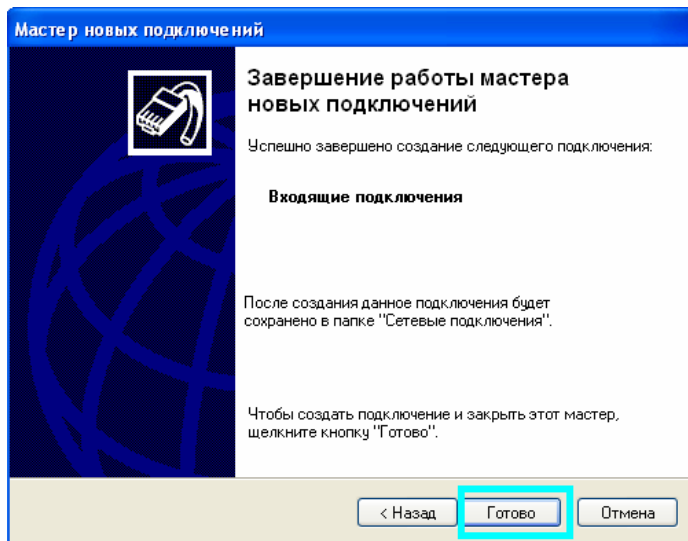 Мастер новых подключений
Завершение работы мастера
новых подключений
Успешно завершено создание следующего подключения:
Входящие подключения
После создания данное подключения будет
сохранено в папке "Сетевые подключения".
Чтобы создать подключение и закрыть этот мастер,
щелкните кнопку "Готово".
< Назад
Готово
Отмена